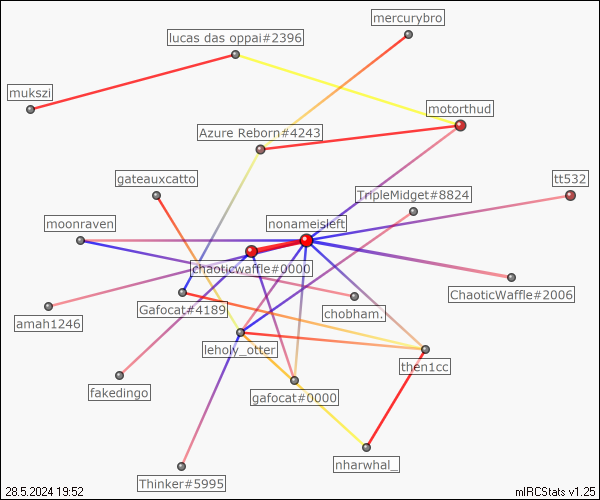 mercurybro
lucas das oppai#2396
mukszi
motorthud
Azure Reborn#4243
gateauxcatto
tt532
TripleMidget#8824
moonraven
nonameisleft
chaoticwaffle#0000
ChaoticWaffle#2006
Gafocat#4189
amah1246
chobham.
leholy_otter
then1cc
fakedingo
gafocat#0000
nharwhal_
Thinker#5995
28.5.2024 19:52
mIRCStats v1.25